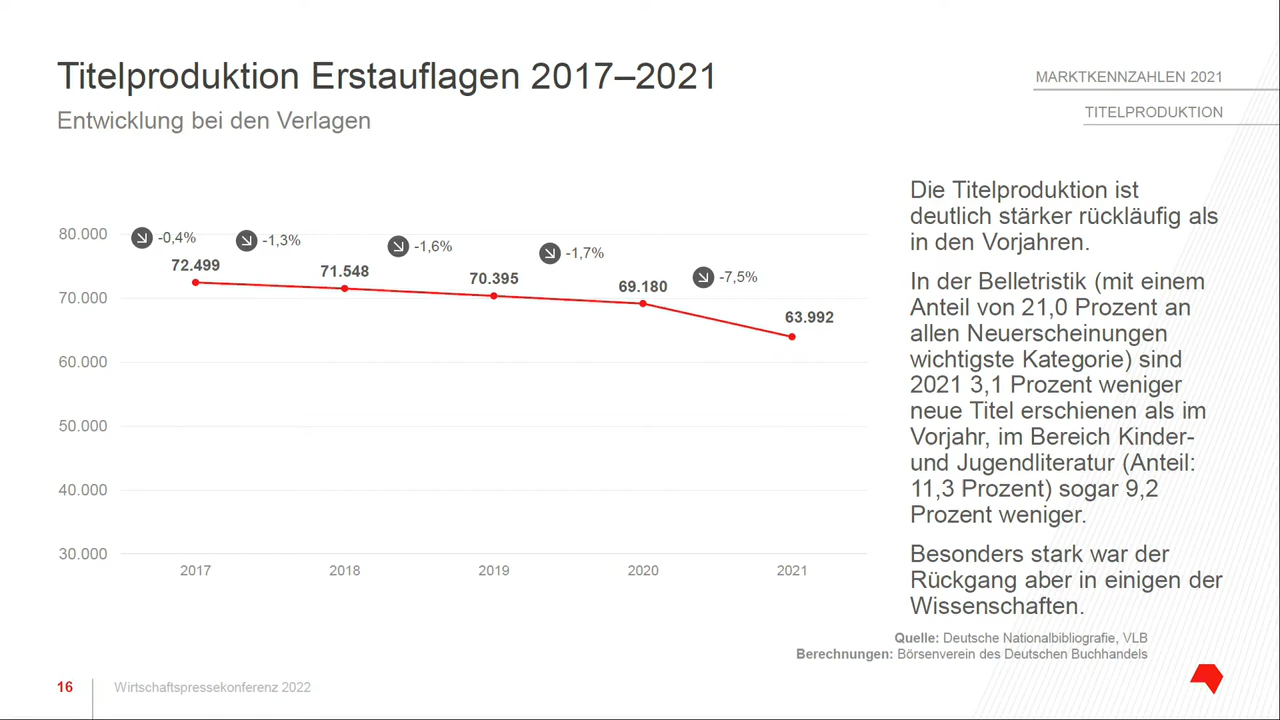 Titelproduktion Erstauflagen 2017–2021
Entwicklung bei den Verlagen
MARKTKENNZAHLEN 2021
TITELPRODUKTION
80.000
70.000
60.000
50.000
40.000
30.000
-0,4%
-1,3%
-1,6%
-1,7%
-7,5%
72.499
71.548
70.395
69.180
63.992
2017
2018
2019
2020
2021
Die Titelproduktion ist
deutlich stärker rückläufig als
in den Vorjahren.
In der Belletristik (mit einem
Anteil von 21,0 Prozent an
allen Neuerscheinungen
wichtigste Kategorie) sind
2021 3,1 Prozent weniger
neue Titel erschienen als im
Vorjahr, im Bereich Kinder-
und Jugendliteratur (Anteil:
11,3 Prozent) sogar 9,2
Prozent weniger.
Besonders stark war der
Rückgang aber in einigen der
Wissenschaften.
Quelle: Deutsche Nationalbibliografie, VLB
Berechnungen: Börsenverein des Deutschen Buchhandels
16
Wirtschaftspressekonferenz 2022